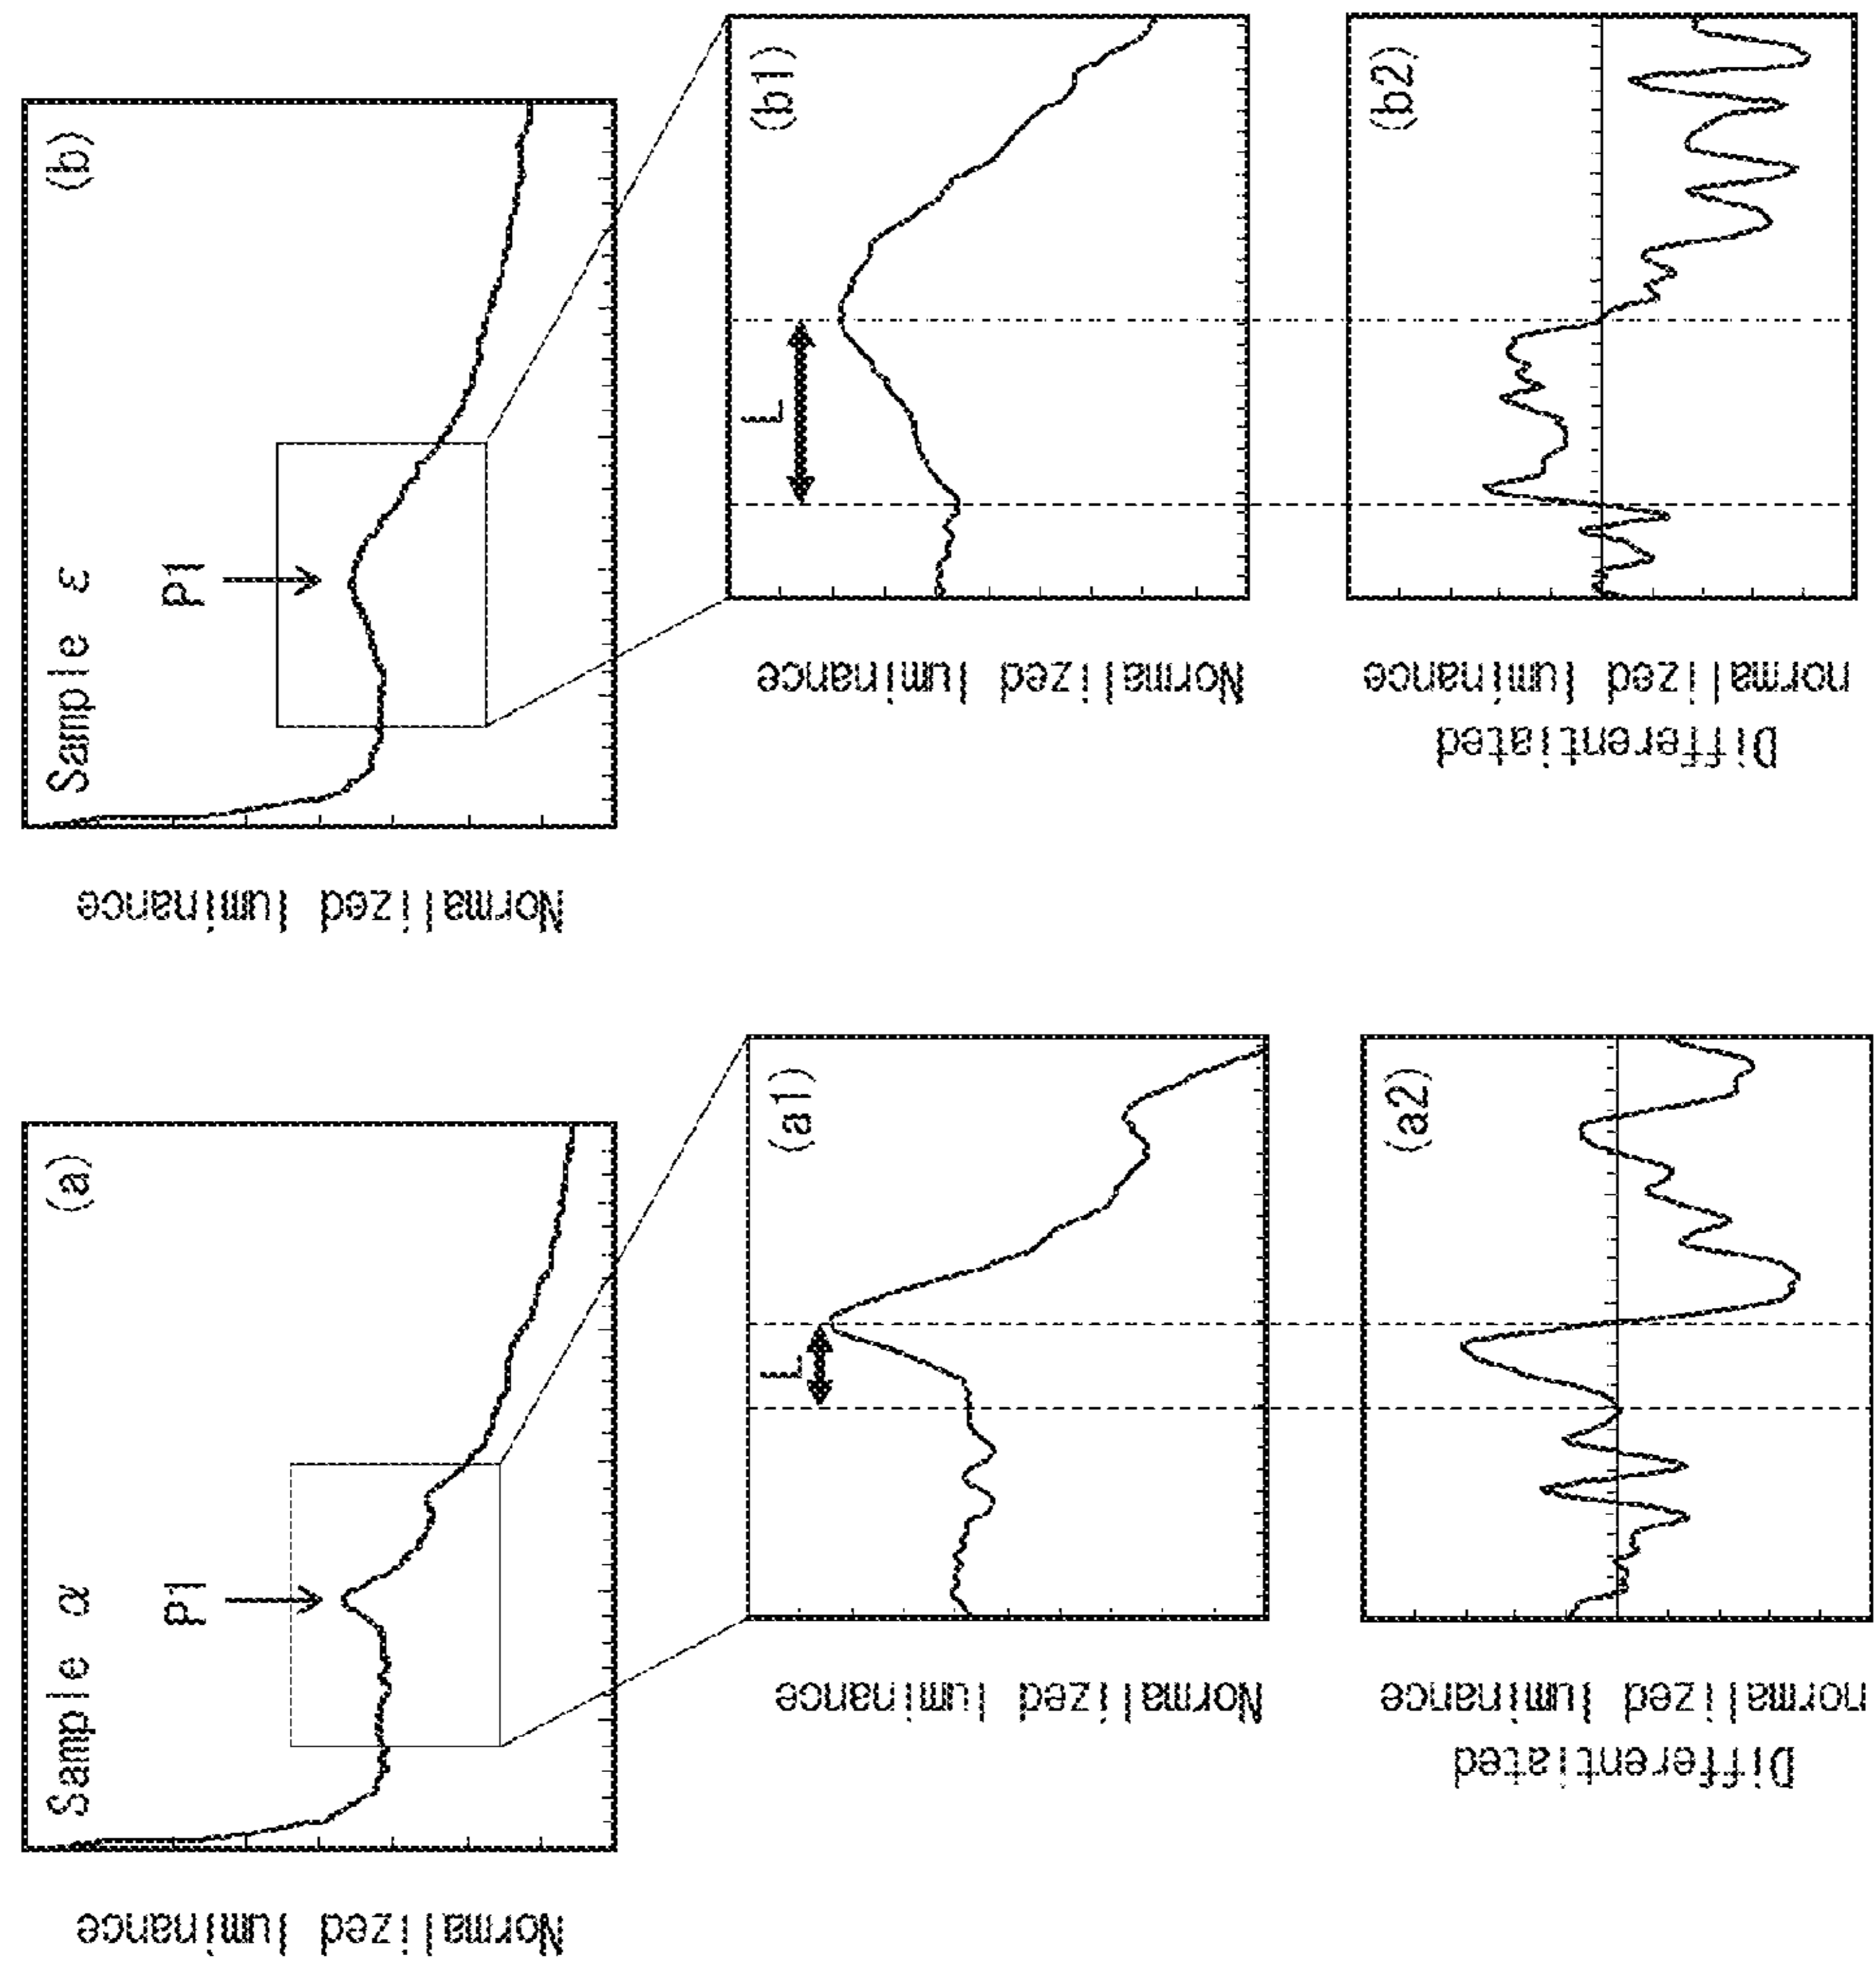 Sample α
(a)
P1
Normalized luminance
(a1)
L
Normalized luminance
(a2)
Differentiated
normalized luminance
Sample ε
(b)
P1
Normalized luminance
(b1)
L
Normalized luminance
(b2)
Differentiated
normalized luminance